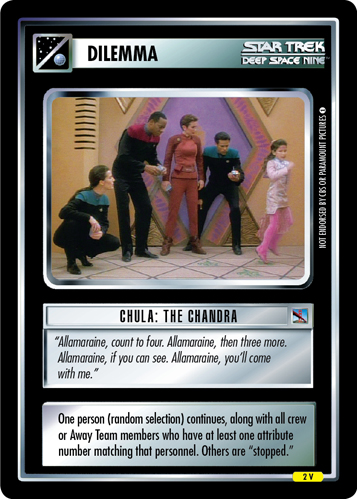 DILEMMA
STAR TREK
DEEP SPACE NINE™
NOT ENDORSED BY CBS OR PARAMOUNT PICTURES
CHULA: THE CHANDRA
"Allamaraine, count to four. Allamaraine, then three more.
Allamaraine, if you can see. Allamaraine, you'll come
with me."
One person (random selection) continues, along with all crew
or Away Team members who have at least one attribute
number matching that personnel. Others are "stopped."
2 V